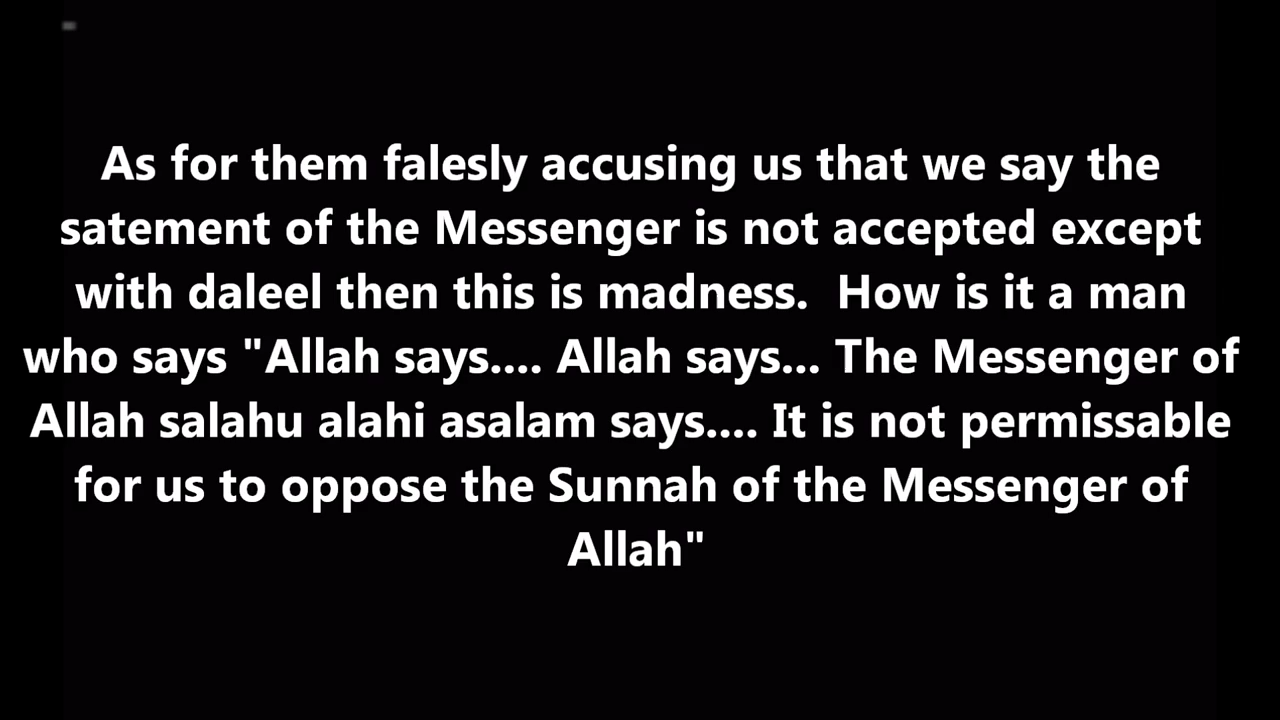 As for them falesly accusing us that we say the
satement of the Messenger is not accepted except
with daleel then this is madness.  How is it a man
who says "Allah says.... Allah says... The Messenger of
Allah salahu alahi asalam says.... It is not permissable
for us to oppose the Sunnah of the Messenger of
Allah"